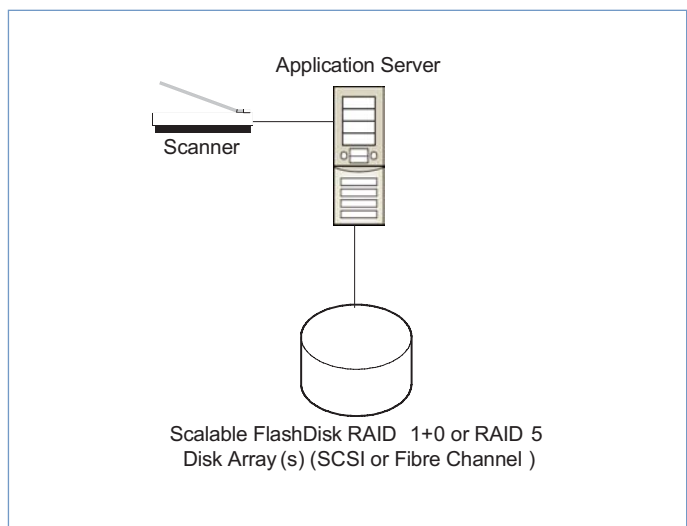 Application Server
Scanner
Scalable FlashDisk RAID 1+0 or RAID 5
Disk Array (s) (SCSI or Fibre Channel )